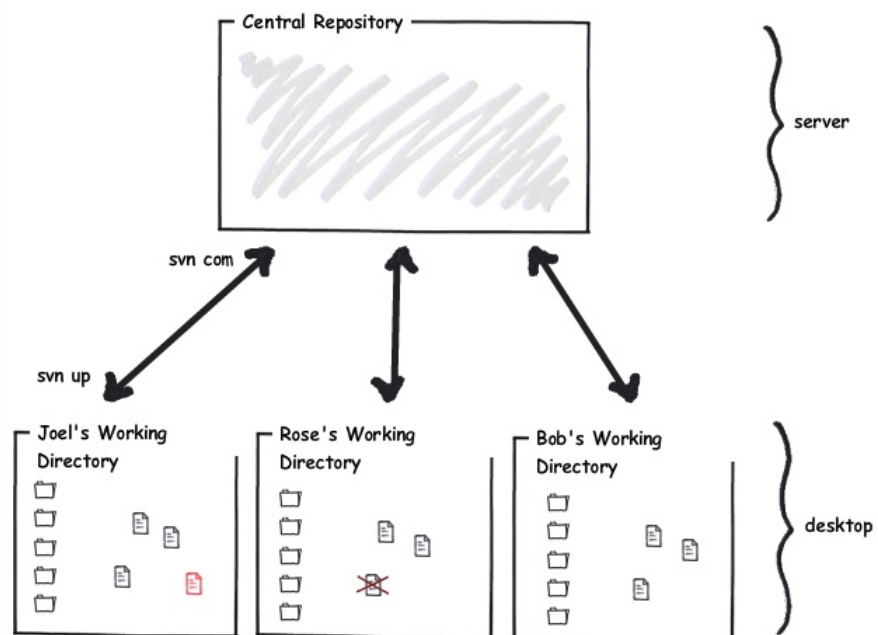 Central Repository
server
svn com
svn up
Joel's Working
Directory
Rose's Working
Directory
Bob's Working
Directory
desktop